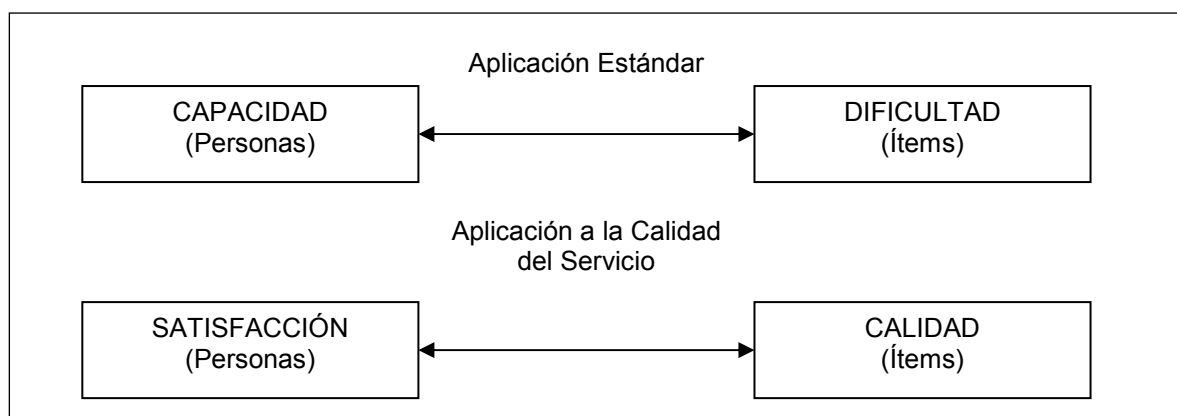 Aplicación Estándar
CAPACIDAD
(Personas)
DIFICULTAD
(Ítems)
Aplicación a la Calidad
del Servicio
SATISFACCIÓN
(Personas)
CALIDAD
(Ítems)